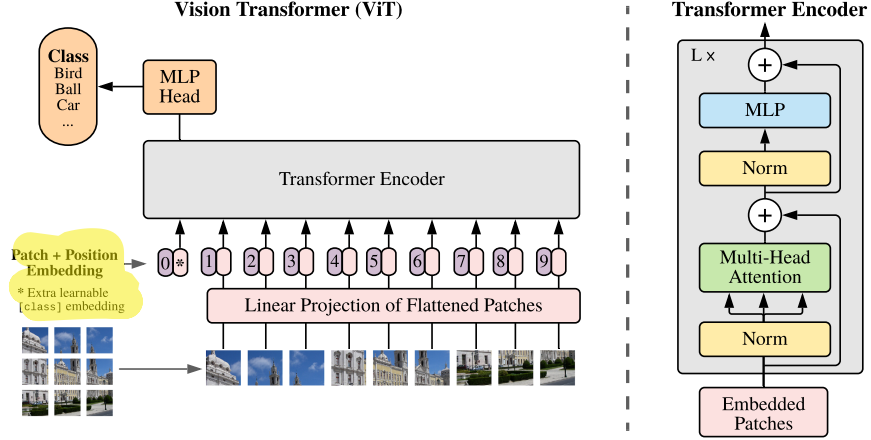 Vision Transformer (ViT)
Class
Bird
Ball
Car
...
MLP
Head
Transformer Encoder
Patch + Position
Embedding
* Extra learnable
[class] embedding
0 * 1 2 3 4 5 6 7 8 9
Linear Projection of Flattened Patches
Transformer Encoder
L ×
+
MLP
Norm
+
Multi-Head
Attention
Norm
Embedded
Patches